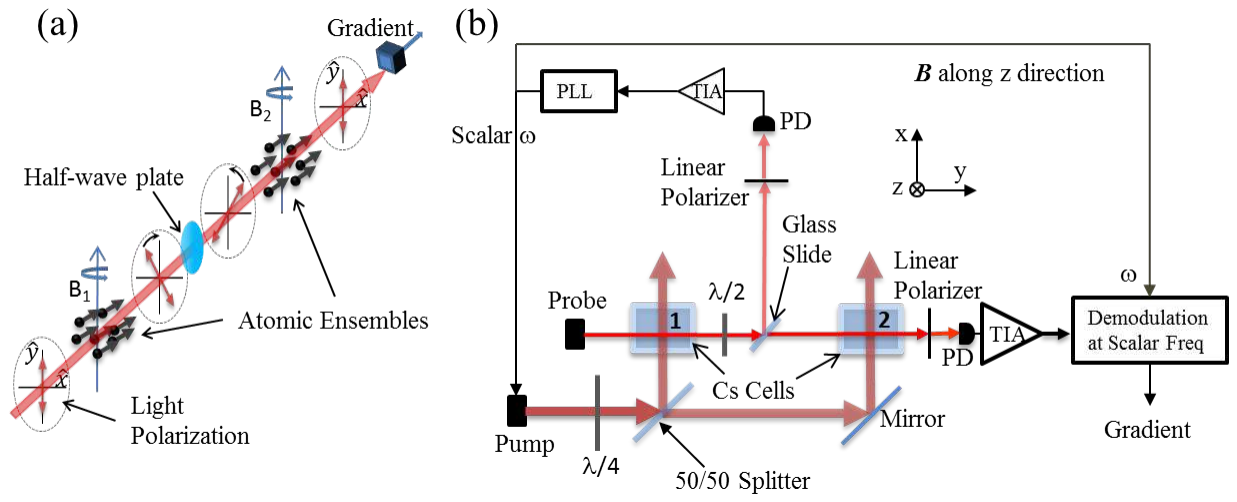 (a)
Gradient
ŷ
x̂
B2
Half-wave plate
B1
Atomic Ensembles
ŷ
x̂
Light
Polarization
(b)
B along z direction
PLL
TIA
PD
Scalar ω
Linear
Polarizer
x
y
z
Glass
Slide
Linear
Polarizer
ω
Probe
1
λ/2
2
PD
TIA
Demodulation
at Scalar Freq
Cs Cells
Pump
λ/4
Mirror
50/50 Splitter
Gradient